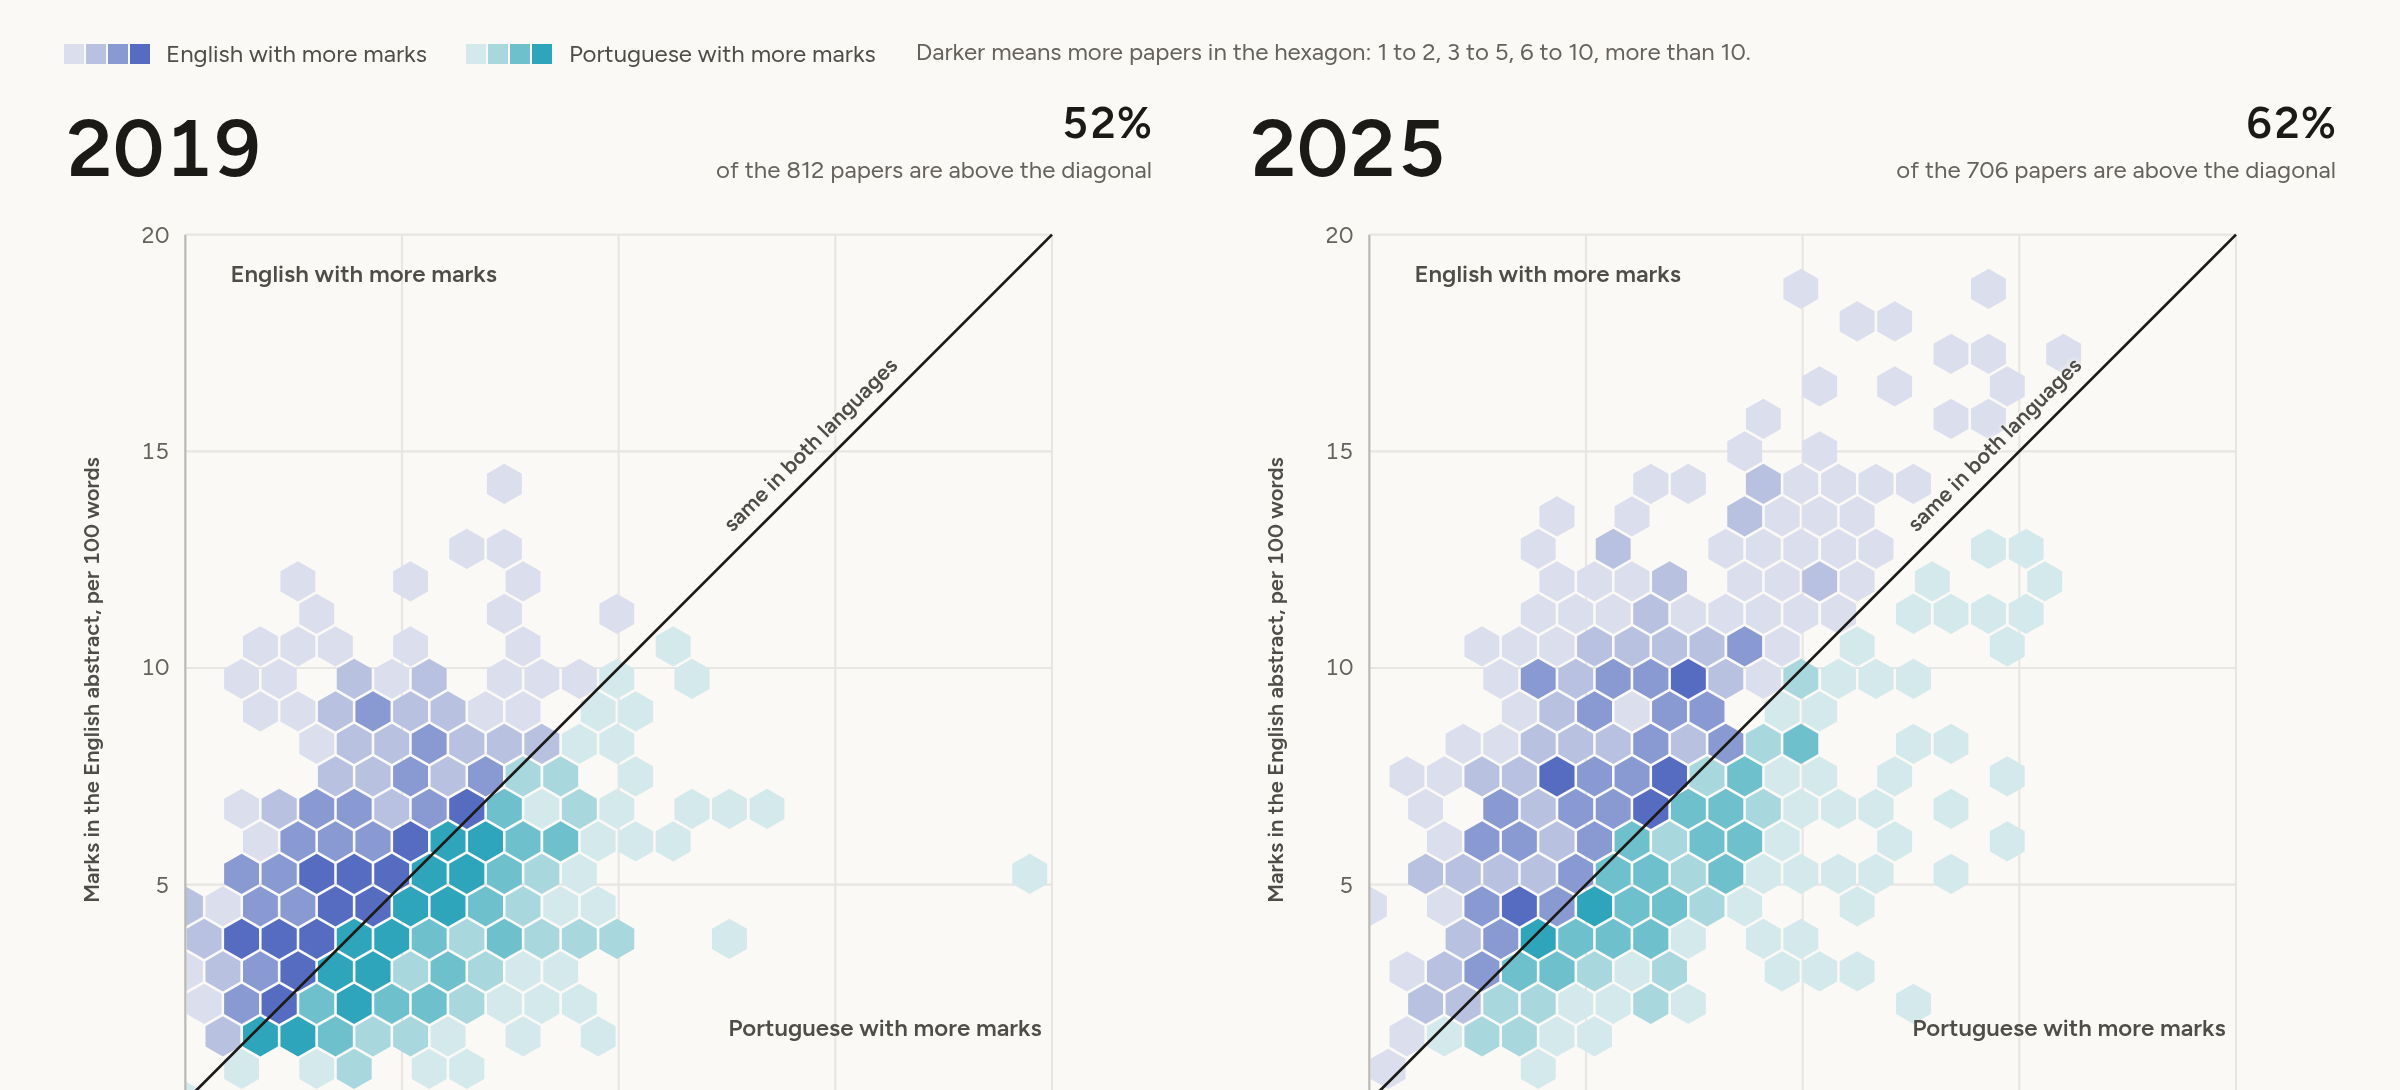 English with more marks
Portuguese with more marks
Darker means more papers in the hexagon: 1 to 2, 3 to 5, 6 to 10, more than 10.
2019
52%
of the 812 papers are above the diagonal
20
15
10
5
Marks in the English abstract, per 100 words
English with more marks
same in both languages
Portuguese with more marks
2025
62%
of the 706 papers are above the diagonal
20
15
10
5
Marks in the English abstract, per 100 words
English with more marks
same in both languages
Portuguese with more marks